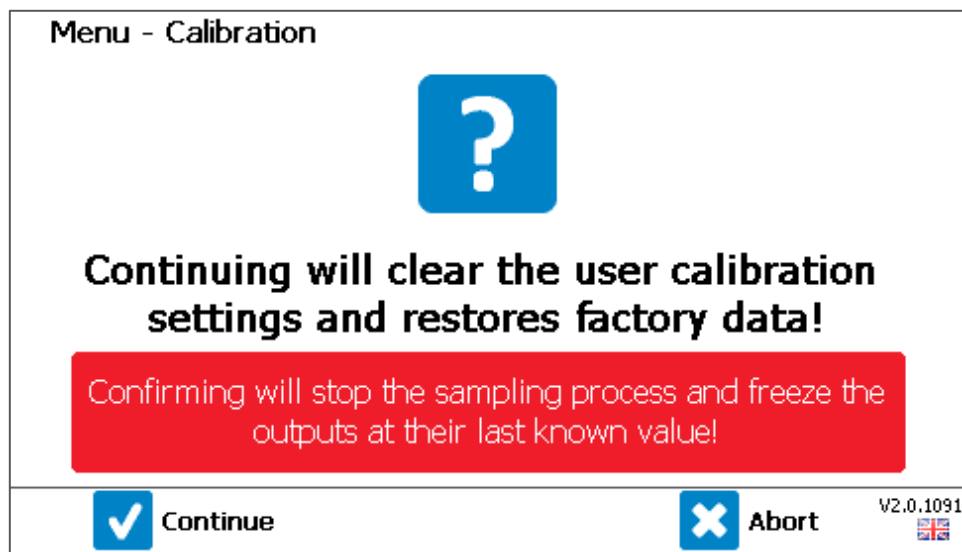 Menu - Calibration
?
Continuing will clear the user calibration
settings and restores factory data!
Confirming will stop the sampling process and freeze the
outputs at their last known value!
Continue
Abort
V2.0.1091